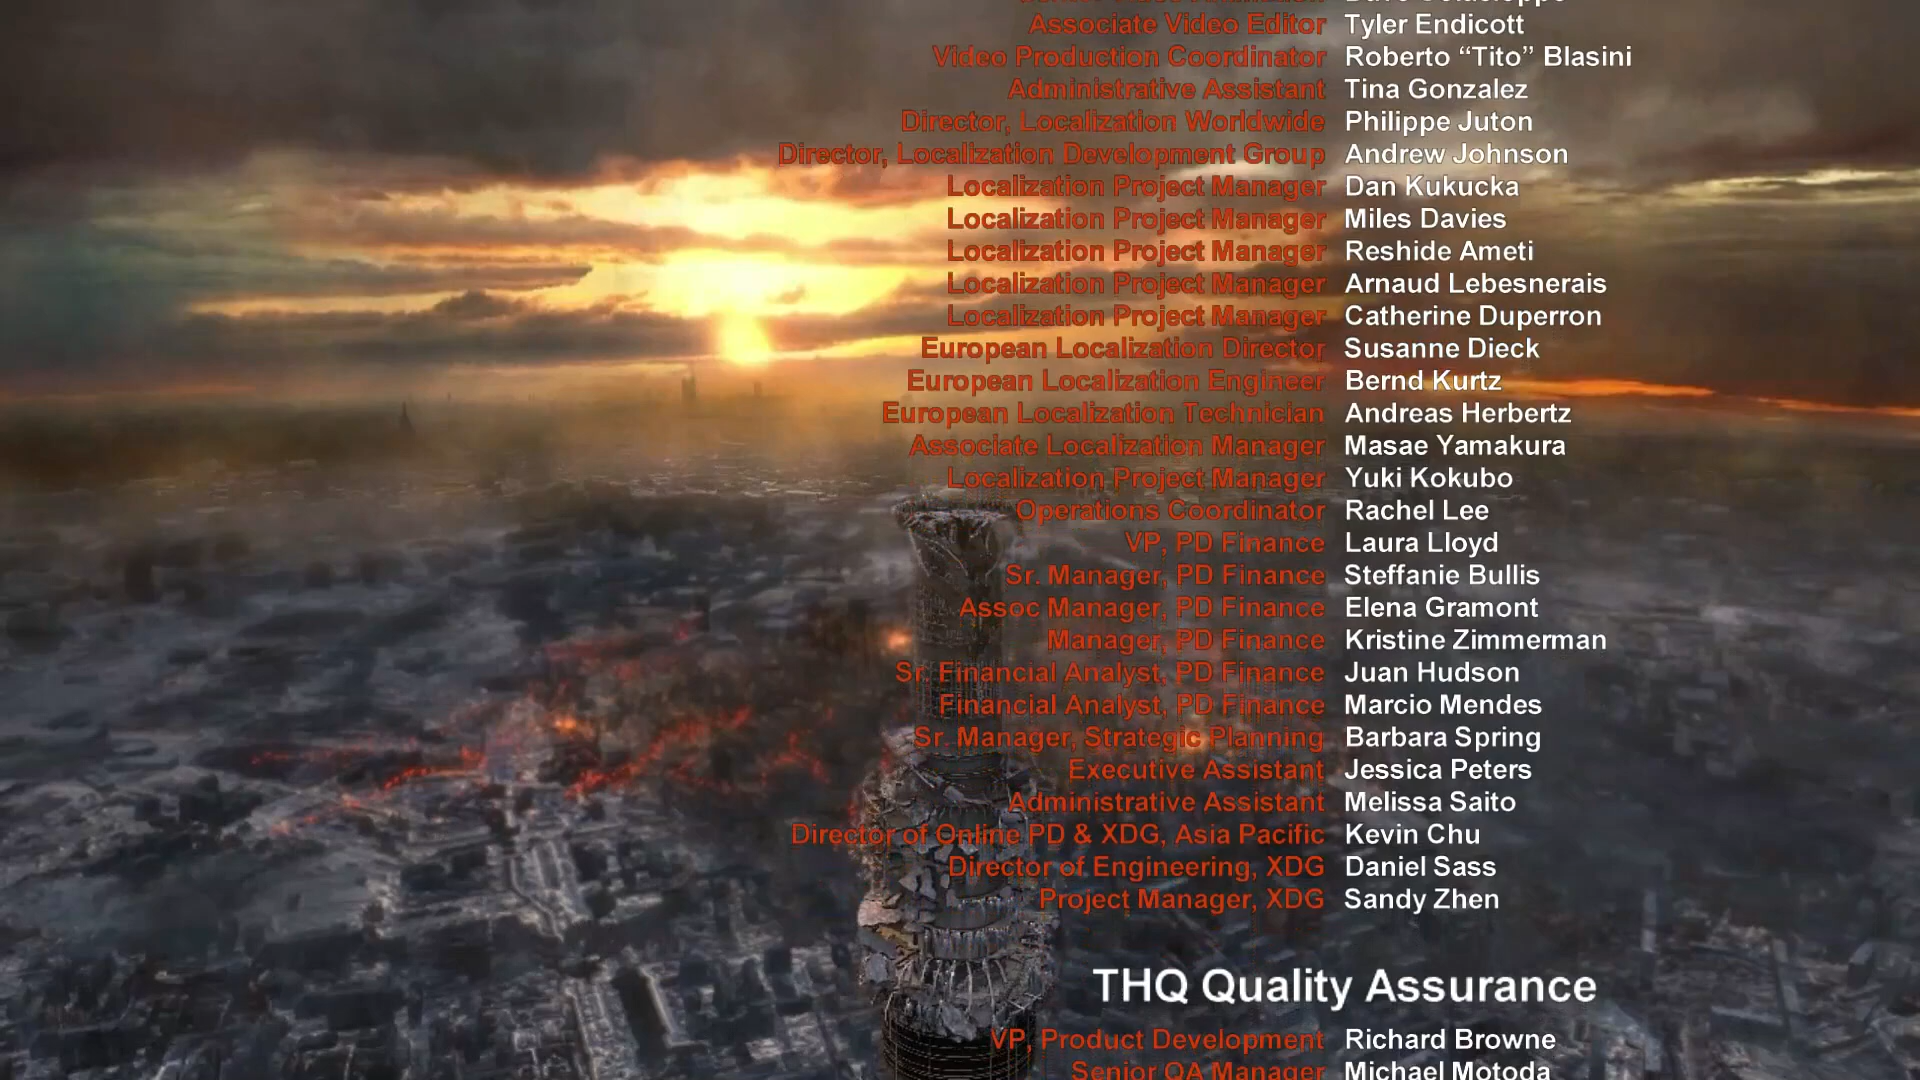 Associate Video Editor Tyler Endicott
Video Production Coordinator Roberto “Tito” Blasini
Administrative Assistant Tina Gonzalez
Director, Localization Worldwide Philippe Juton
Director, Localization Development Group Andrew Johnson
Localization Project Manager Dan Kukucka
Localization Project Manager Miles Davies
Localization Project Manager Reshide Ameti
Localization Project Manager Arnaud Lebesnerais
Localization Project Manager Catherine Duperron
European Localization Director Susanne Dieck
European Localization Engineer Bernd Kurtz
European Localization Technician Andreas Herbertz
Associate Localization Manager Masae Yamakura
Localization Project Manager Yuki Kokubo
Operations Coordinator Rachel Lee
VP, PD Finance Laura Lloyd
Sr. Manager, PD Finance Steffanie Bullis
Assoc Manager, PD Finance Elena Gramont
Manager, PD Finance Kristine Zimmerman
Sr. Financial Analyst, PD Finance Juan Hudson
Financial Analyst, PD Finance Marcio Mendes
Sr. Manager, Strategic Planning Barbara Spring
Executive Assistant Jessica Peters
Administrative Assistant Melissa Saito
Director of Online PD & XDG, Asia Pacific Kevin Chu
Director of Engineering, XDG Daniel Sass
Project Manager, XDG Sandy Zhen
THQ Quality Assurance
VP, Product Development Richard Browne
Senior QA Manager Michael Motoda